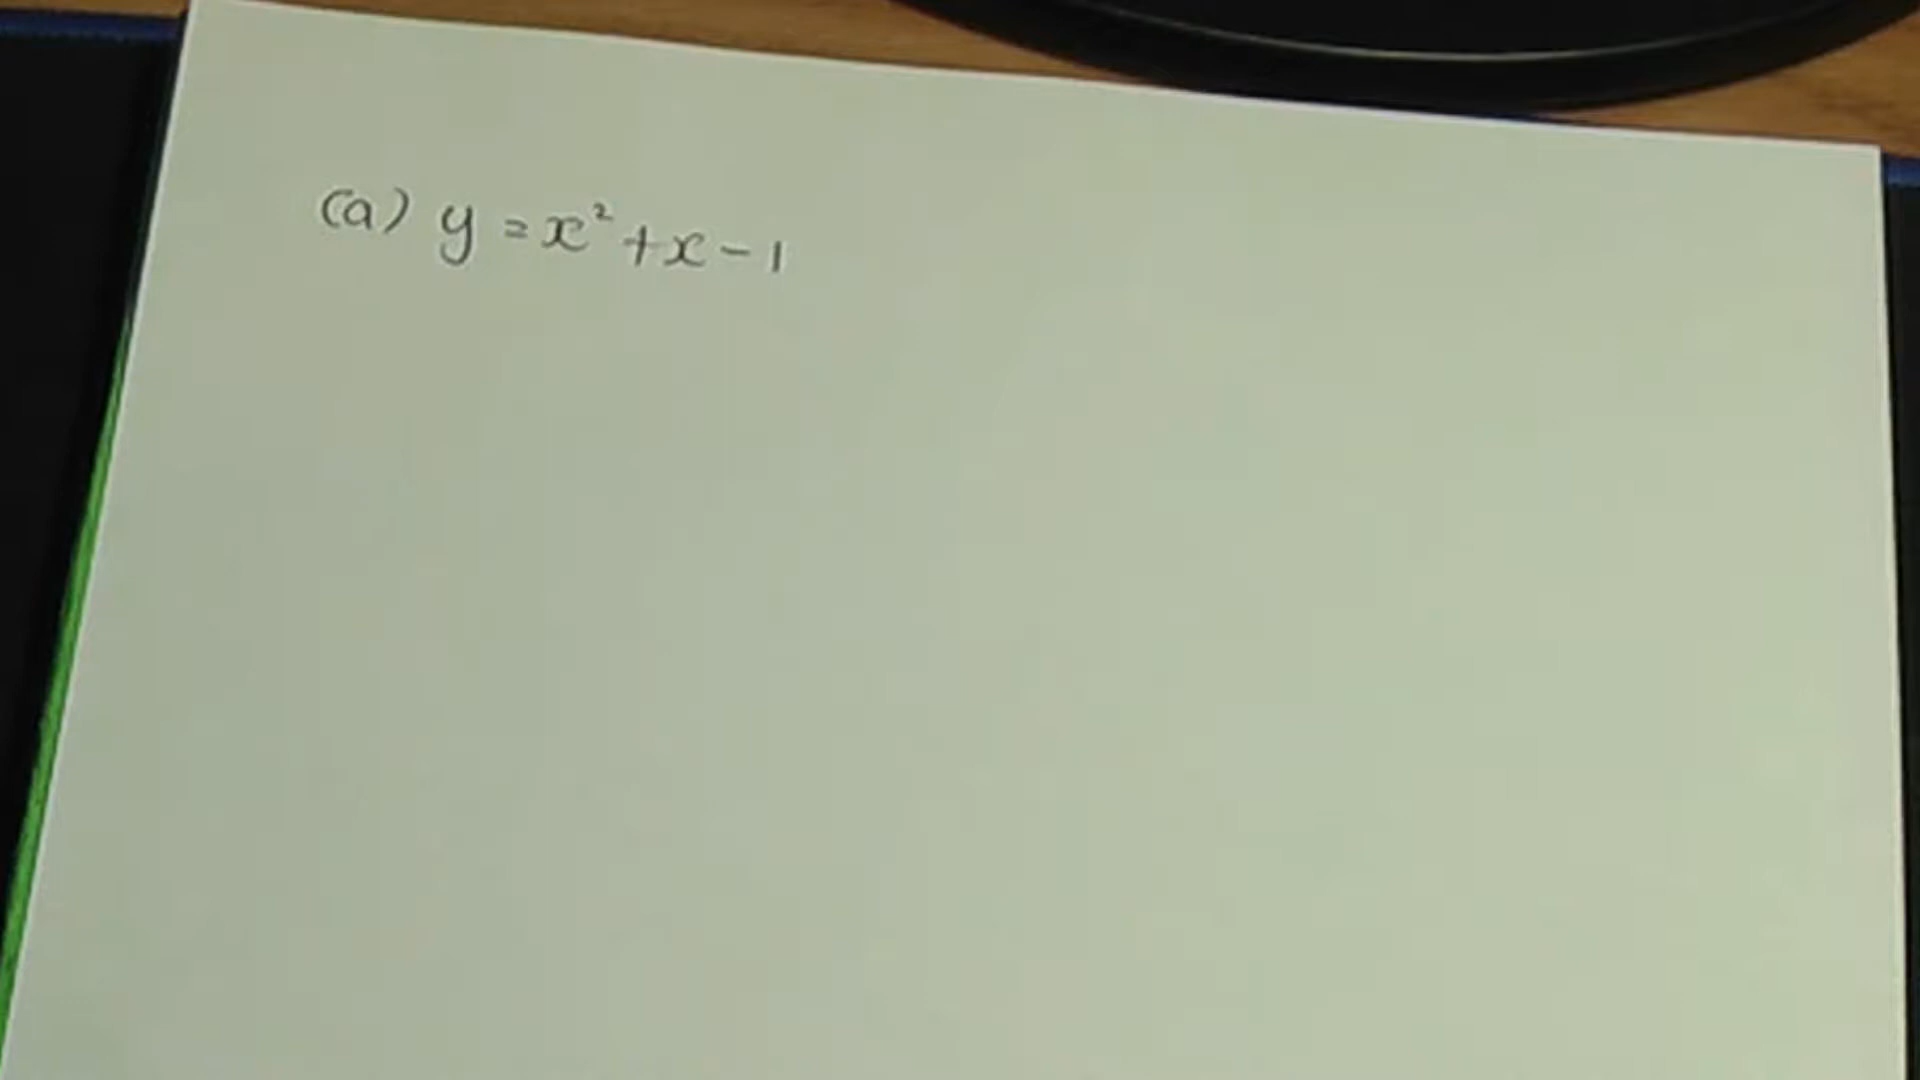 (a) y = x² + x - 1